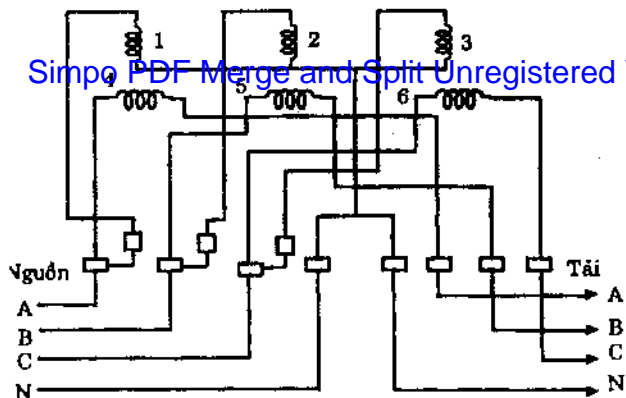 1 2 3
Simpo PDF Merge and Split Unregistered
4 5 6
Nguồn Tải
A A
B B
C C
N N